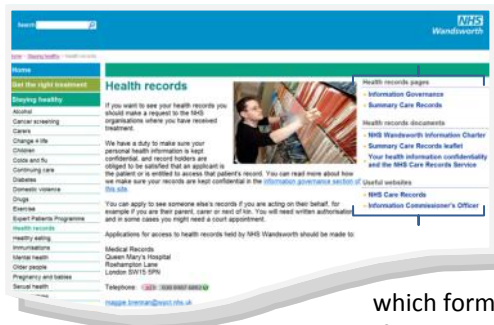 Search
NHS
Wandsworth
Home
Get the right treatment
Staying healthy
Alcohol
Cancer screening
Carers
Change 4 life
Children
Colds and flu
Continuing care
Diabetes
Domestic violence
Drugs
Exercise
Expert Patients Programme
Health records
Healthy eating
Immunisations
Mental health
Older people
Pregnancy and babies
Sexual health
Health records
If you want to see your health records you
should make a request to the NHS
organisations where you have received
treatment.
We have a duty to make sure your
personal health information is kept
confidential, and record holders are
obliged to be satisfied that an applicant is
the patient or is entitled to access that patient's record. You can read more about how
we make sure your records are kept confidential in the information governance section of
this site.
You can apply to see someone else's records if you are acting on their behalf, for
example if you are their parent, carer or next of kin. You will need written authorisation
and in some cases you might need a court appointment.
Applications for access to health records held by NHS Wandsworth should be made to:
Medical Records
Queen Mary's Hospital
Roehampton Lane
London SW15 5PN
Telephone:
Health records pages
Information Governance
Summary Care Records
Health records documents
NHS Wandsworth Information Charter
Summary Care Records leaflet
Your health information confidentiality
and the NHS Care Records Service
Useful websites
NHS Care Records
Information Commissioner's Officer
which form